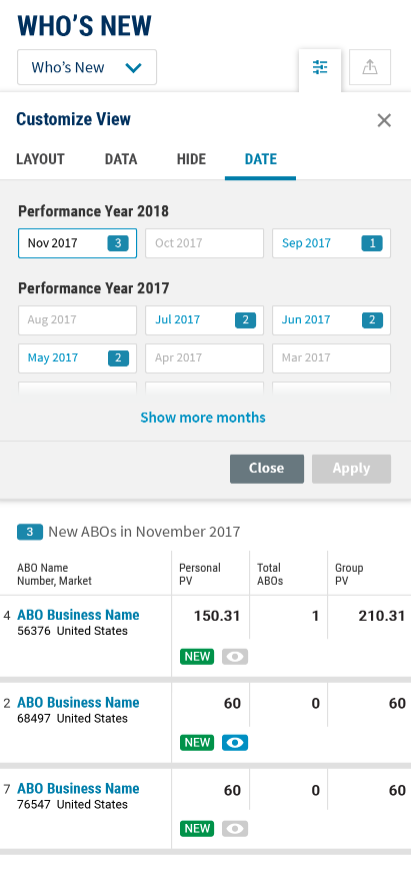 WHO’S NEW
Who’s New
Customize View
LAYOUT DATA HIDE DATE
Performance Year 2018
Nov 2017 3 Oct 2017 Sep 2017 1
Performance Year 2017
Aug 2017 Jul 2017 2 Jun 2017 2
May 2017 2 Apr 2017 Mar 2017
Show more months
Close Apply
3 New ABOs in November 2017
ABO Name Personal Total Group
Number, Market PV ABOs PV
4 ABO Business Name 150.31 1 210.31
56376 United States
NEW
2 ABO Business Name 60 0 60
68497 United States
NEW
7 ABO Business Name 60 0 60
76547 United States
NEW